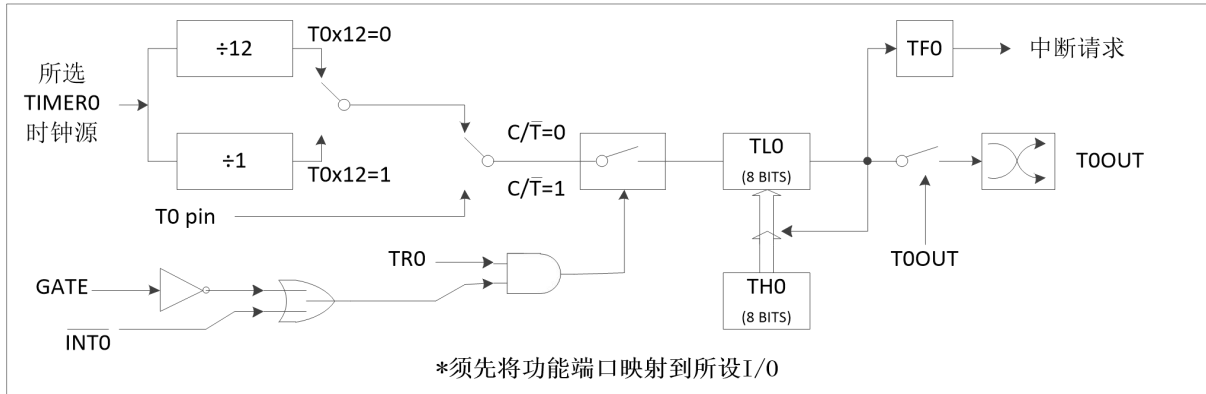 ÷12
T0x12=0
所选
TIMER0
时钟源
÷1
T0x12=1
T0 pin
C/T̅=0
C/T̅=1
TL0
(8 BITS)
TF0
中断请求
T0OUT
T0OUT
TR0
TH0
(8 BITS)
GATE
I̅N̅T̅0̅
*须先将功能端口映射到所设I/0